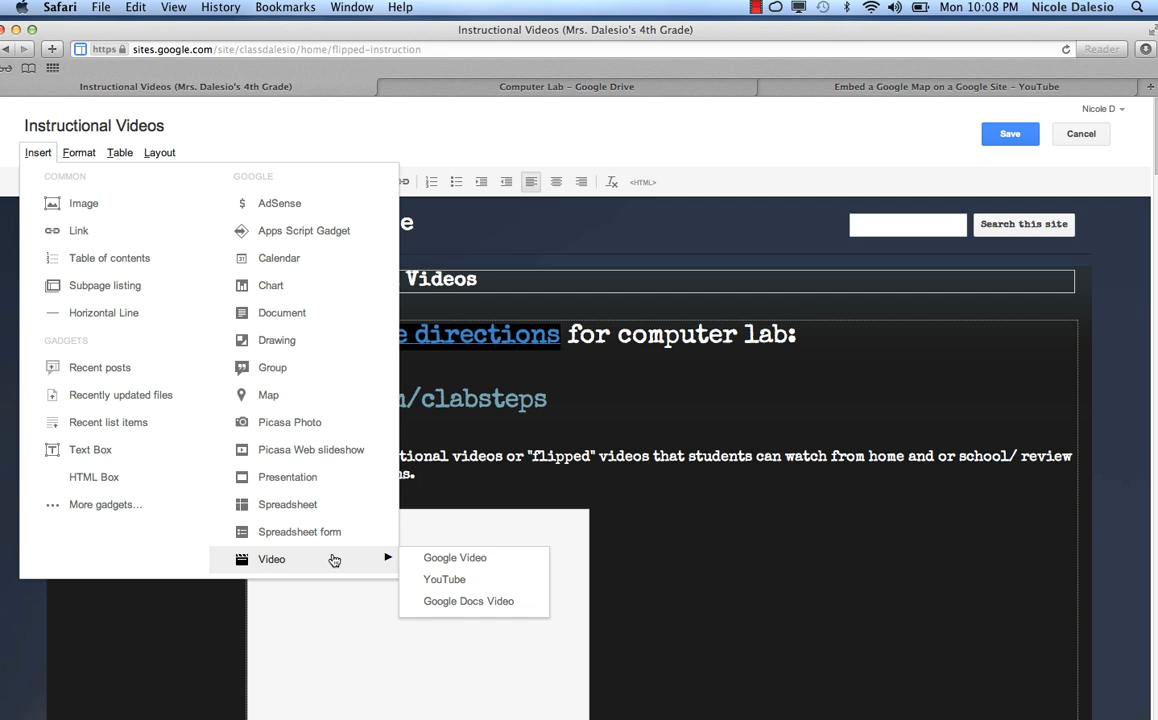 Safari File Edit View History Bookmarks Window Help Mon 10:08 PM Nicole Dalesio
Instructional Videos (Mrs. Dalesio's 4th Grade)
https sites.google.com/site/classdalesio/home/flipped-instruction Reader
Instructional Videos (Mrs. Dalesio's 4th Grade) Computer Lab – Google Drive Embed a Google Map on a Google Site – YouTube
Nicole D
Instructional Videos
Save Cancel
Insert Format Table Layout
<HTML>
COMMON
Image
Link
Table of contents
Subpage listing
Horizontal Line
GADGETS
Recent posts
Recently updated files
Recent list items
Text Box
HTML Box
More gadgets...
GOOGLE
AdSense
Apps Script Gadget
Calendar
Chart
Document
Drawing
Group
Map
Picasa Photo
Picasa Web slideshow
Presentation
Spreadsheet
Spreadsheet form
Video
Google Video
YouTube
Google Docs Video
e
Search this site
Videos
e directions for computer lab:
/clabsteps
tional videos or "flipped" videos that students can watch from home and or school/ review
ns.